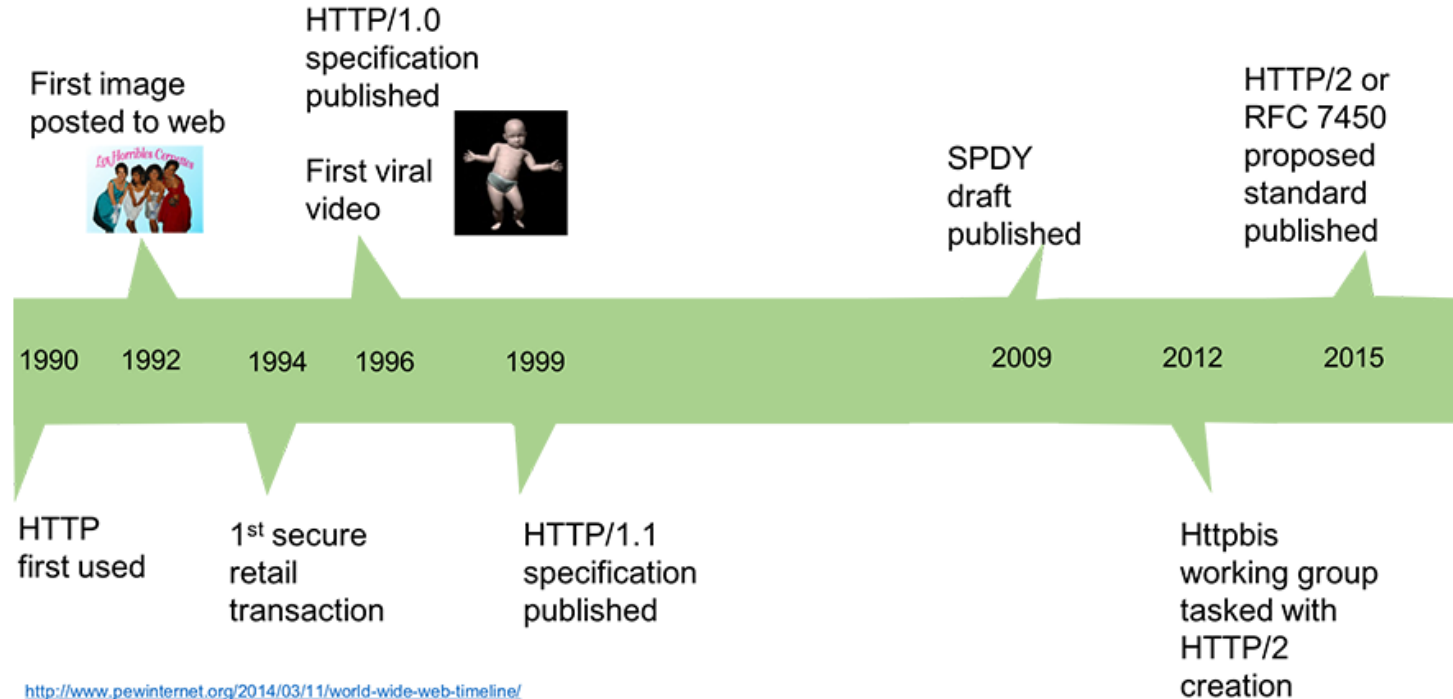 First image
posted to web
Les Horribles Cernettes
HTTP/1.0
specification
published
First viral
video
SPDY
draft
published
HTTP/2 or
RFC 7450
proposed
standard
published
1990 1992 1994 1996 1999 2009 2012 2015
HTTP
first used
1st secure
retail
transaction
HTTP/1.1
specification
published
Httpbis
working group
tasked with
HTTP/2
creation
http://www.pewinternet.org/2014/03/11/world-wide-web-timeline/